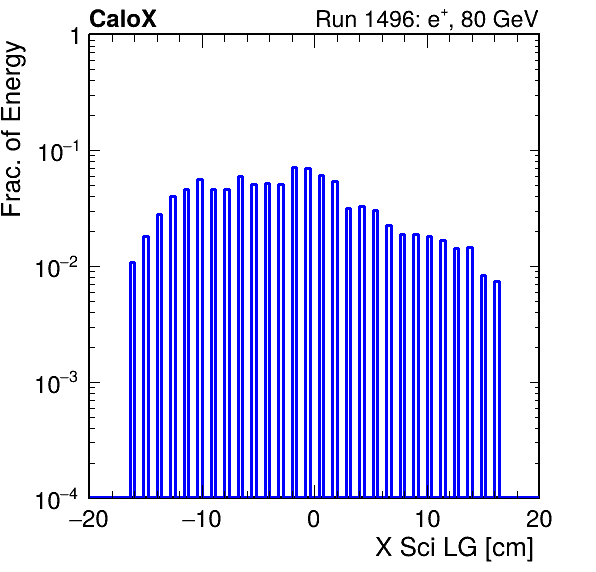 CaloX Run 1496: e⁺, 80 GeV
Frac. of Energy
1
10⁻¹
10⁻²
10⁻³
10⁻⁴
−20 −10 0 10 20
X Sci LG [cm]